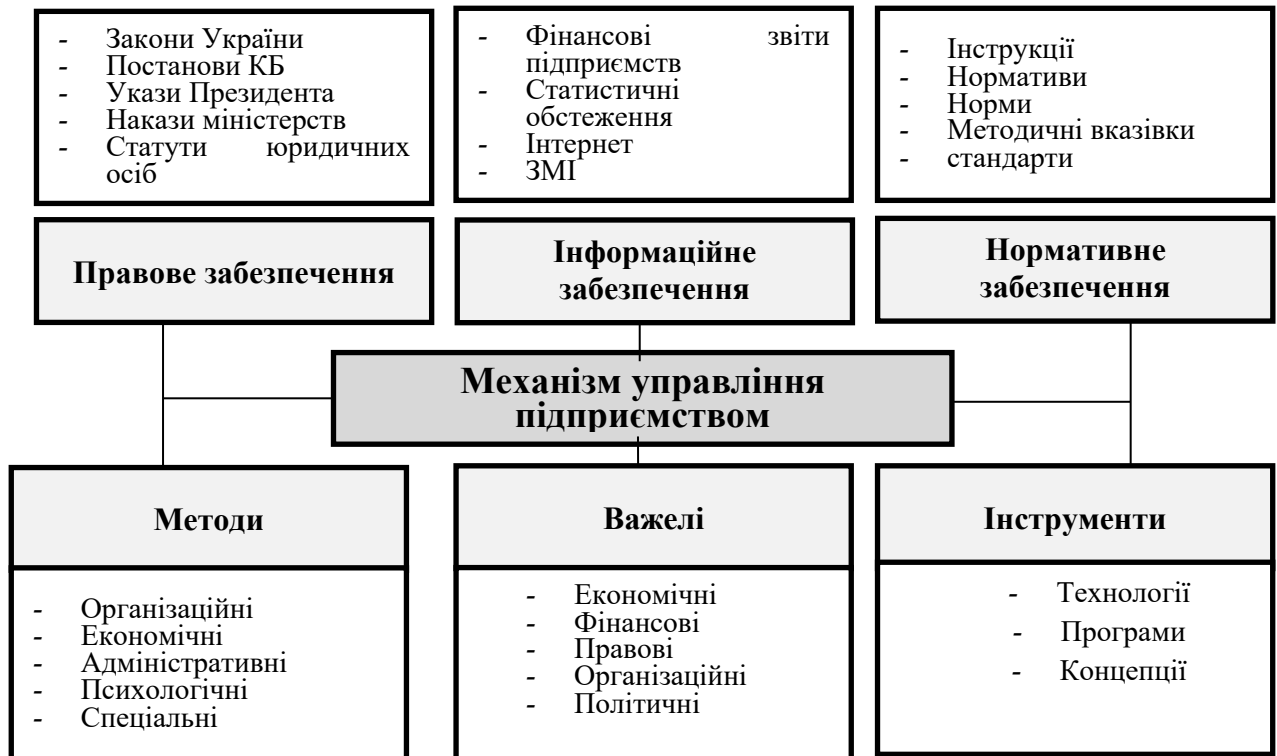 - Закони України
- Постанови КБ
- Укази Президента
- Накази міністерств
- Статути юридичних
осіб
- Фінансові звіти
підприємств
- Статистичні
обстеження
- Інтернет
- ЗМІ
- Інструкції
- Нормативи
- Норми
- Методичні вказівки
- стандарти
Правове забезпечення
Інформаційне
забезпечення
Нормативне
забезпечення
Механізм управління
підприємством
Методи
Важелі
Інструменти
- Організаційні
- Економічні
- Адміністративні
- Психологічні
- Спеціальні
- Економічні
- Фінансові
- Правові
- Організаційні
- Політичні
- Технології
- Програми
- Концепції